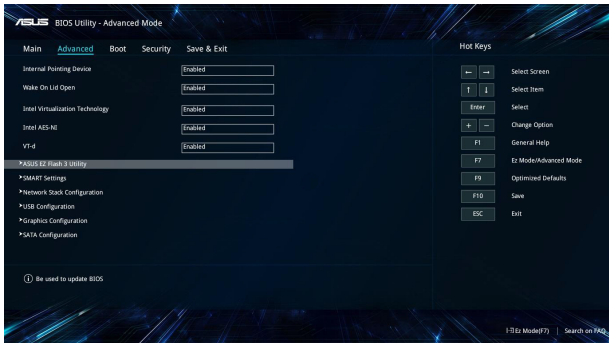 ASUS BIOS Utility - Advanced Mode
Main Advanced Boot Security Save & Exit
Internal Pointing Device Enabled
Wake On Lid Open Enabled
Intel Virtualization Technology Enabled
Intel AES-NI Enabled
VT-d Enabled
ASUS EZ Flash 3 Utility
SMART Settings
Network Stack Configuration
USB Configuration
Graphics Configuration
SATA Configuration
Be used to update BIOS
Hot Keys
← → Select Screen
↑ ↓ Select Item
Enter Select
+ − Change Option
F1 General Help
F7 Ez Mode/Advanced Mode
F9 Optimized Defaults
F10 Save
ESC Exit
Ez Mode(F7) | Search on FAQ